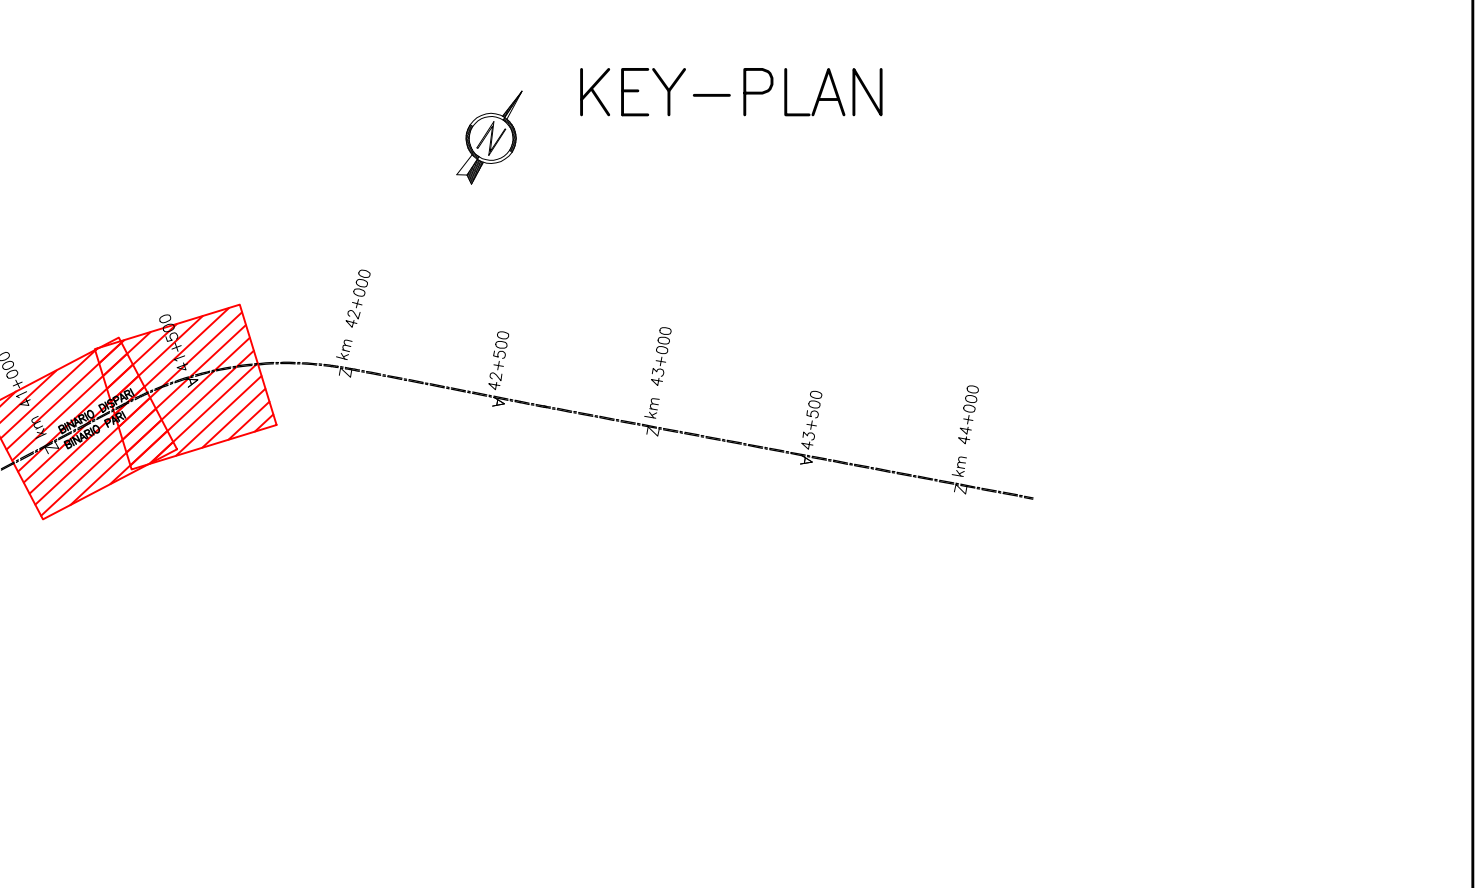 KEY-PLAN
N
km 41+000
41+500
km 42+000
42+500
km 43+000
43+500
km 44+000
BINARIO DISPARI
BINARIO PARI